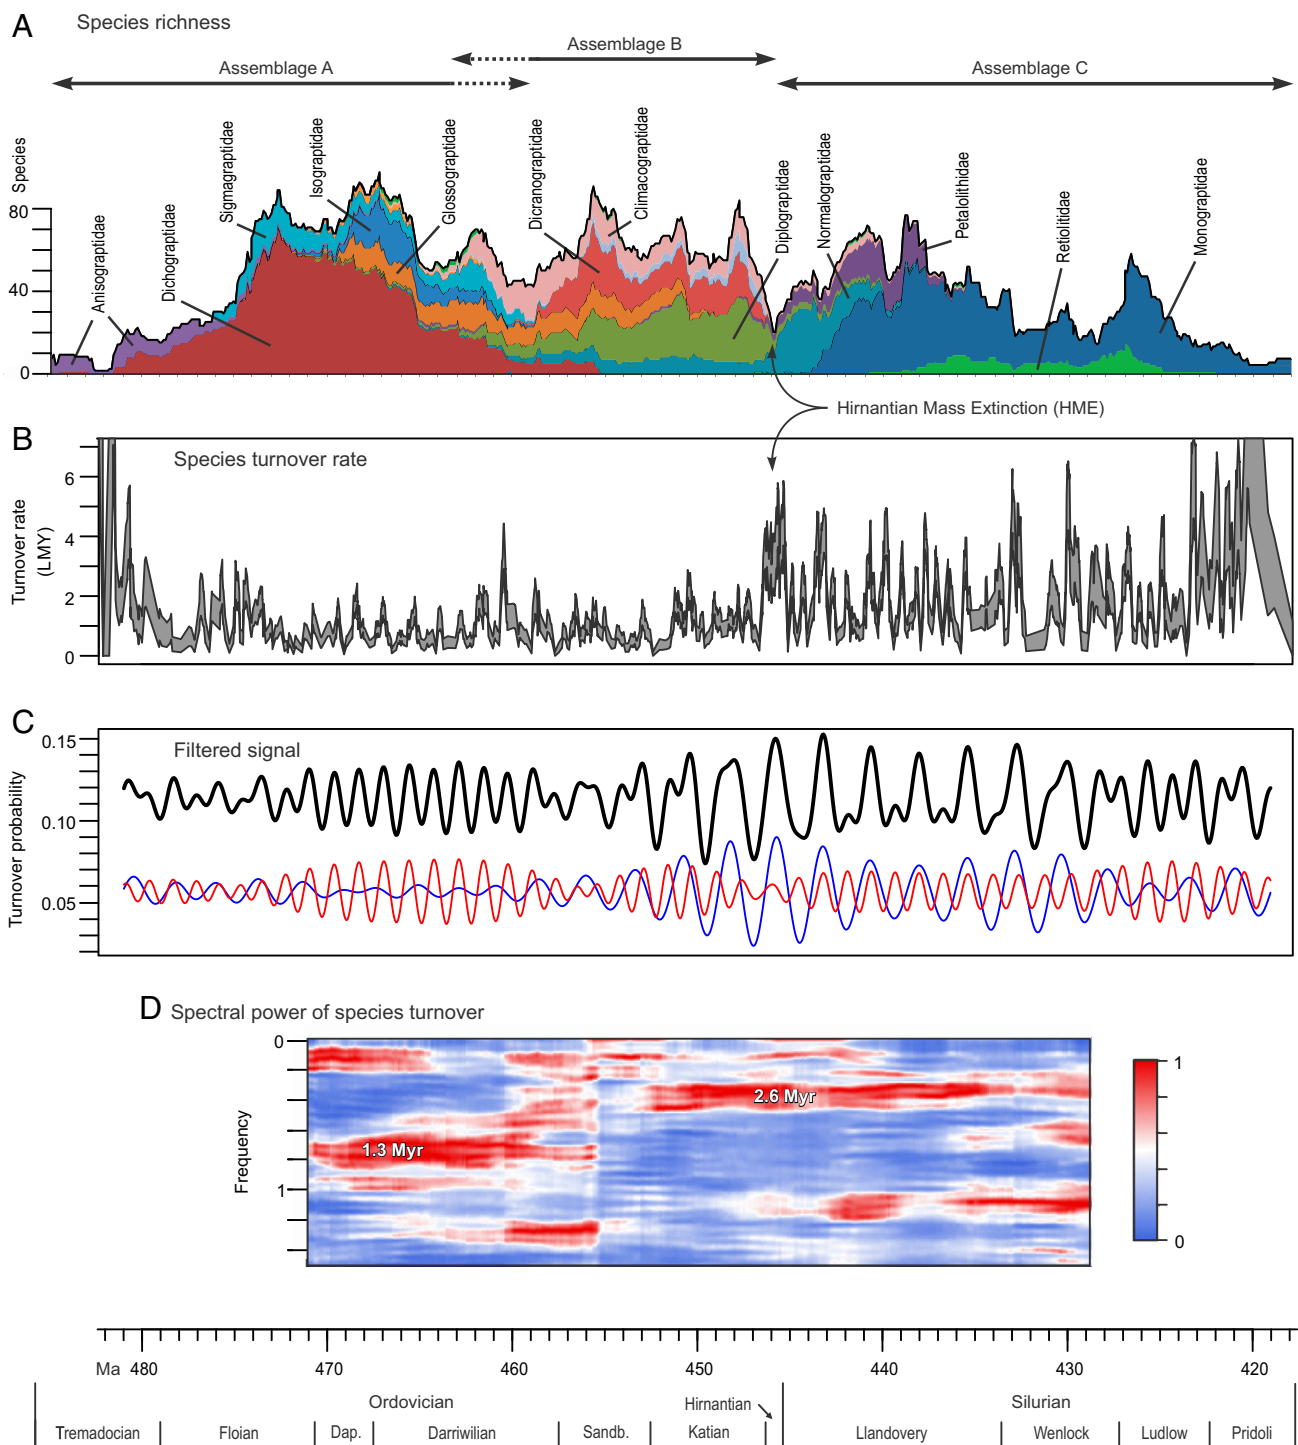 A
Species richness
Assemblage A
Assemblage B
Assemblage C
Species
80
40
0
Anisograptidae
Dichograptidae
Sigmagraptidae
Isograptidae
Glossograptidae
Dicranograptidae
Climacograptidae
Diplograptidae
Normalograptidae
Petalolithidae
Retiolitidae
Monograptidae
Hirnantian Mass Extinction (HME)
B
Species turnover rate
Turnover rate
(LMY)
6
4
2
0
C
Filtered signal
Turnover probability
0.15
0.10
0.05
D
Spectral power of species turnover
Frequency
0
1
1.3 Myr
2.6 Myr
1
0
Ma 480 470 460 450 440 430 420
Ordovician Hirnantian Silurian
Tremadocian Floian Dap. Darriwilian Sandb. Katian Llandovery Wenlock Ludlow Pridoli